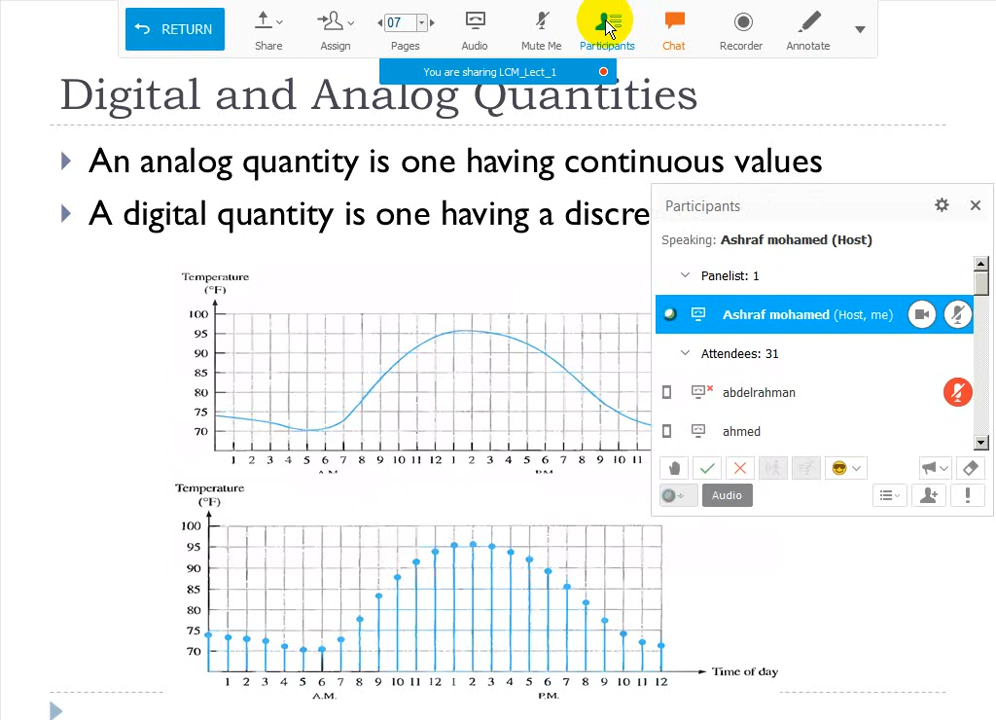 RETURN
Share
Assign
07
Pages
Audio
Mute Me
Participants
Chat
Recorder
Annotate
You are sharing LCM_Lect_1
Digital and Analog Quantities
An analog quantity is one having continuous values
A digital quantity is one having a discre
Participants
Speaking: Ashraf mohamed (Host)
Panelist: 1
Ashraf mohamed (Host, me)
Attendees: 31
abdelrahman
ahmed
Audio
Temperature
(°F)
100
95
90
85
80
75
70
1 2 3 4 5 6 7 8 9 10 11 12 1 2 3 4 5 6 7 8 9 10 11
A.M. P.M.
Temperature
(°F)
100
95
90
85
80
75
70
1 2 3 4 5 6 7 8 9 10 11 12 1 2 3 4 5 6 7 8 9 10 11 12
Time of day
A.M. P.M.